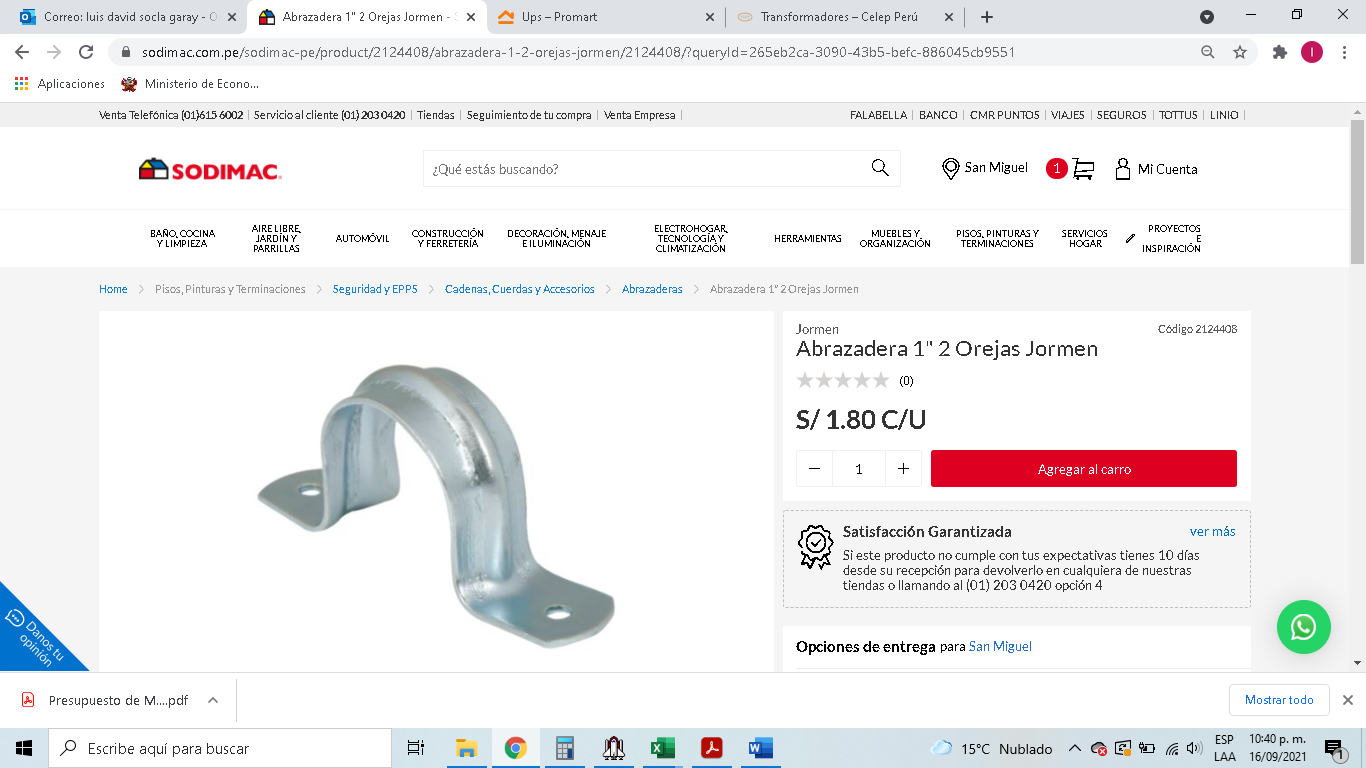 Correo: luis david socla garay - O
Abrazadera 1" 2 Orejas Jormen -
Ups – Promart
Transformadores – Celep Perú
sodimac.com.pe/sodimac-pe/product/2124408/abrazadera-1-2-orejas-jormen/2124408/?queryId=265eb2ca-3090-43b5-befc-886045cb9551
I
Aplicaciones
Ministerio de Econo...
Venta Telefónica (01)615 6002 | Servicio al cliente (01) 203 0420 | Tiendas | Seguimiento de tu compra | Venta Empresa |
FALABELLA | BANCO | CMR PUNTOS | VIAJES | SEGUROS | TOTTUS | LINIO |
SODIMAC
¿Qué estás buscando?
San Miguel
1
Mi Cuenta
BAÑO, COCINA
Y LIMPIEZA
AIRE LIBRE,
JARDÍN Y
PARRILLAS
AUTOMÓVIL
CONSTRUCCIÓN
Y FERRETERÍA
DECORACIÓN, MENAJE
E ILUMINACIÓN
ELECTROHOGAR,
TECNOLOGÍA Y
CLIMATIZACIÓN
HERRAMIENTAS
MUEBLES Y
ORGANIZACIÓN
PISOS, PINTURAS Y
TERMINACIONES
SERVICIOS
HOGAR
PROYECTOS
E
INSPIRACIÓN
Home > Pisos, Pinturas y Terminaciones > Seguridad y EPPS > Cadenas, Cuerdas y Accesorios > Abrazaderas > Abrazadera 1" 2 Orejas Jormen
Jormen
Código 2124408
Abrazadera 1" 2 Orejas Jormen
(0)
S/ 1.80 C/U
− 1 +
Agregar al carro
Satisfacción Garantizada
ver más
Si este producto no cumple con tus expectativas tienes 10 días
desde su recepción para devolverlo en cualquiera de nuestras
tiendas o llamando al (01) 203 0420 opción 4
Opciones de entrega para San Miguel
Danos tu
opinión
Presupuesto de M....pdf
Mostrar todo
Escribe aquí para buscar
15°C Nublado
ESP
LAA
10:40 p. m.
16/09/2021
1